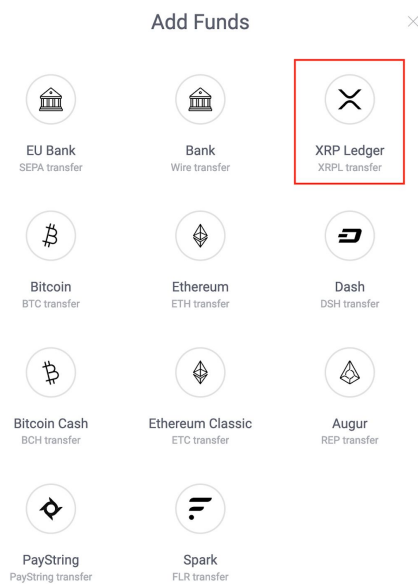 Add Funds
EU Bank
SEPA transfer
Bank
Wire transfer
XRP Ledger
XRPL transfer
Bitcoin
BTC transfer
Ethereum
ETH transfer
Dash
DSH transfer
Bitcoin Cash
BCH transfer
Ethereum Classic
ETC transfer
Augur
REP transfer
PayString
PayString transfer
Spark
FLR transfer